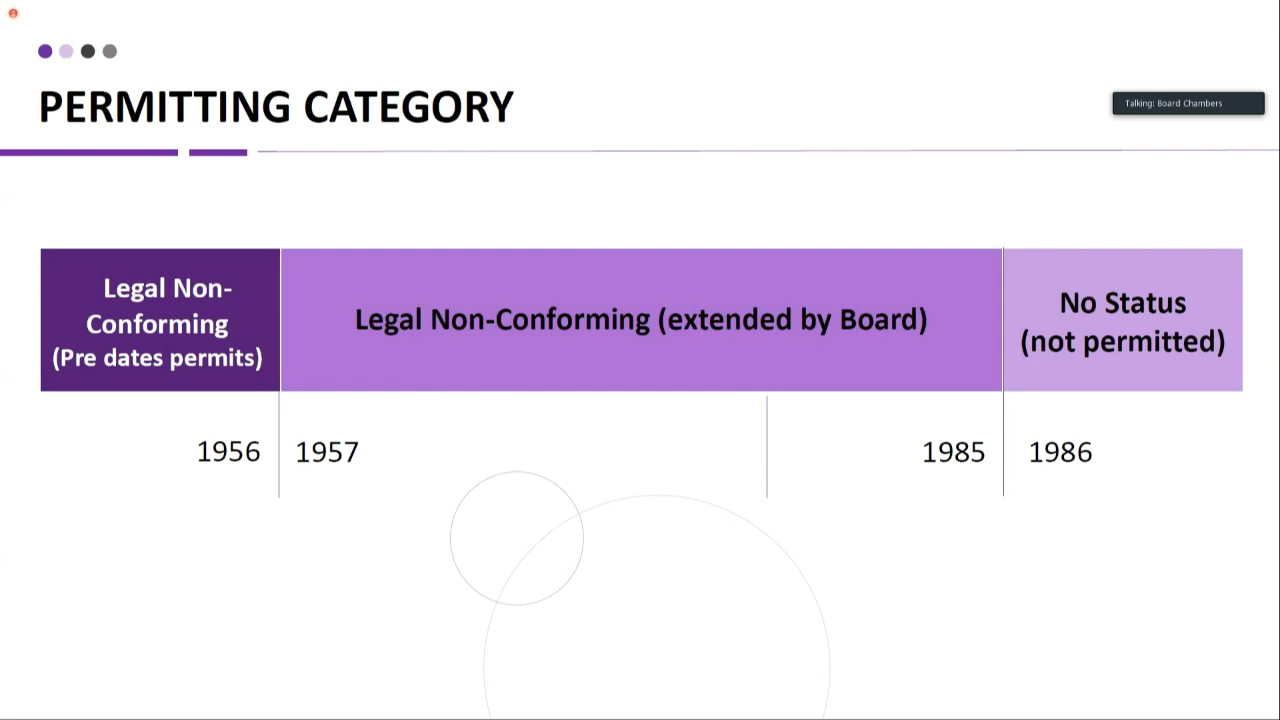 PERMITTING CATEGORY
Talking: Board Chambers
Legal Non-
Conforming
(Pre dates permits)
Legal Non-Conforming (extended by Board)
No Status
(not permitted)
1956
1957
1985
1986